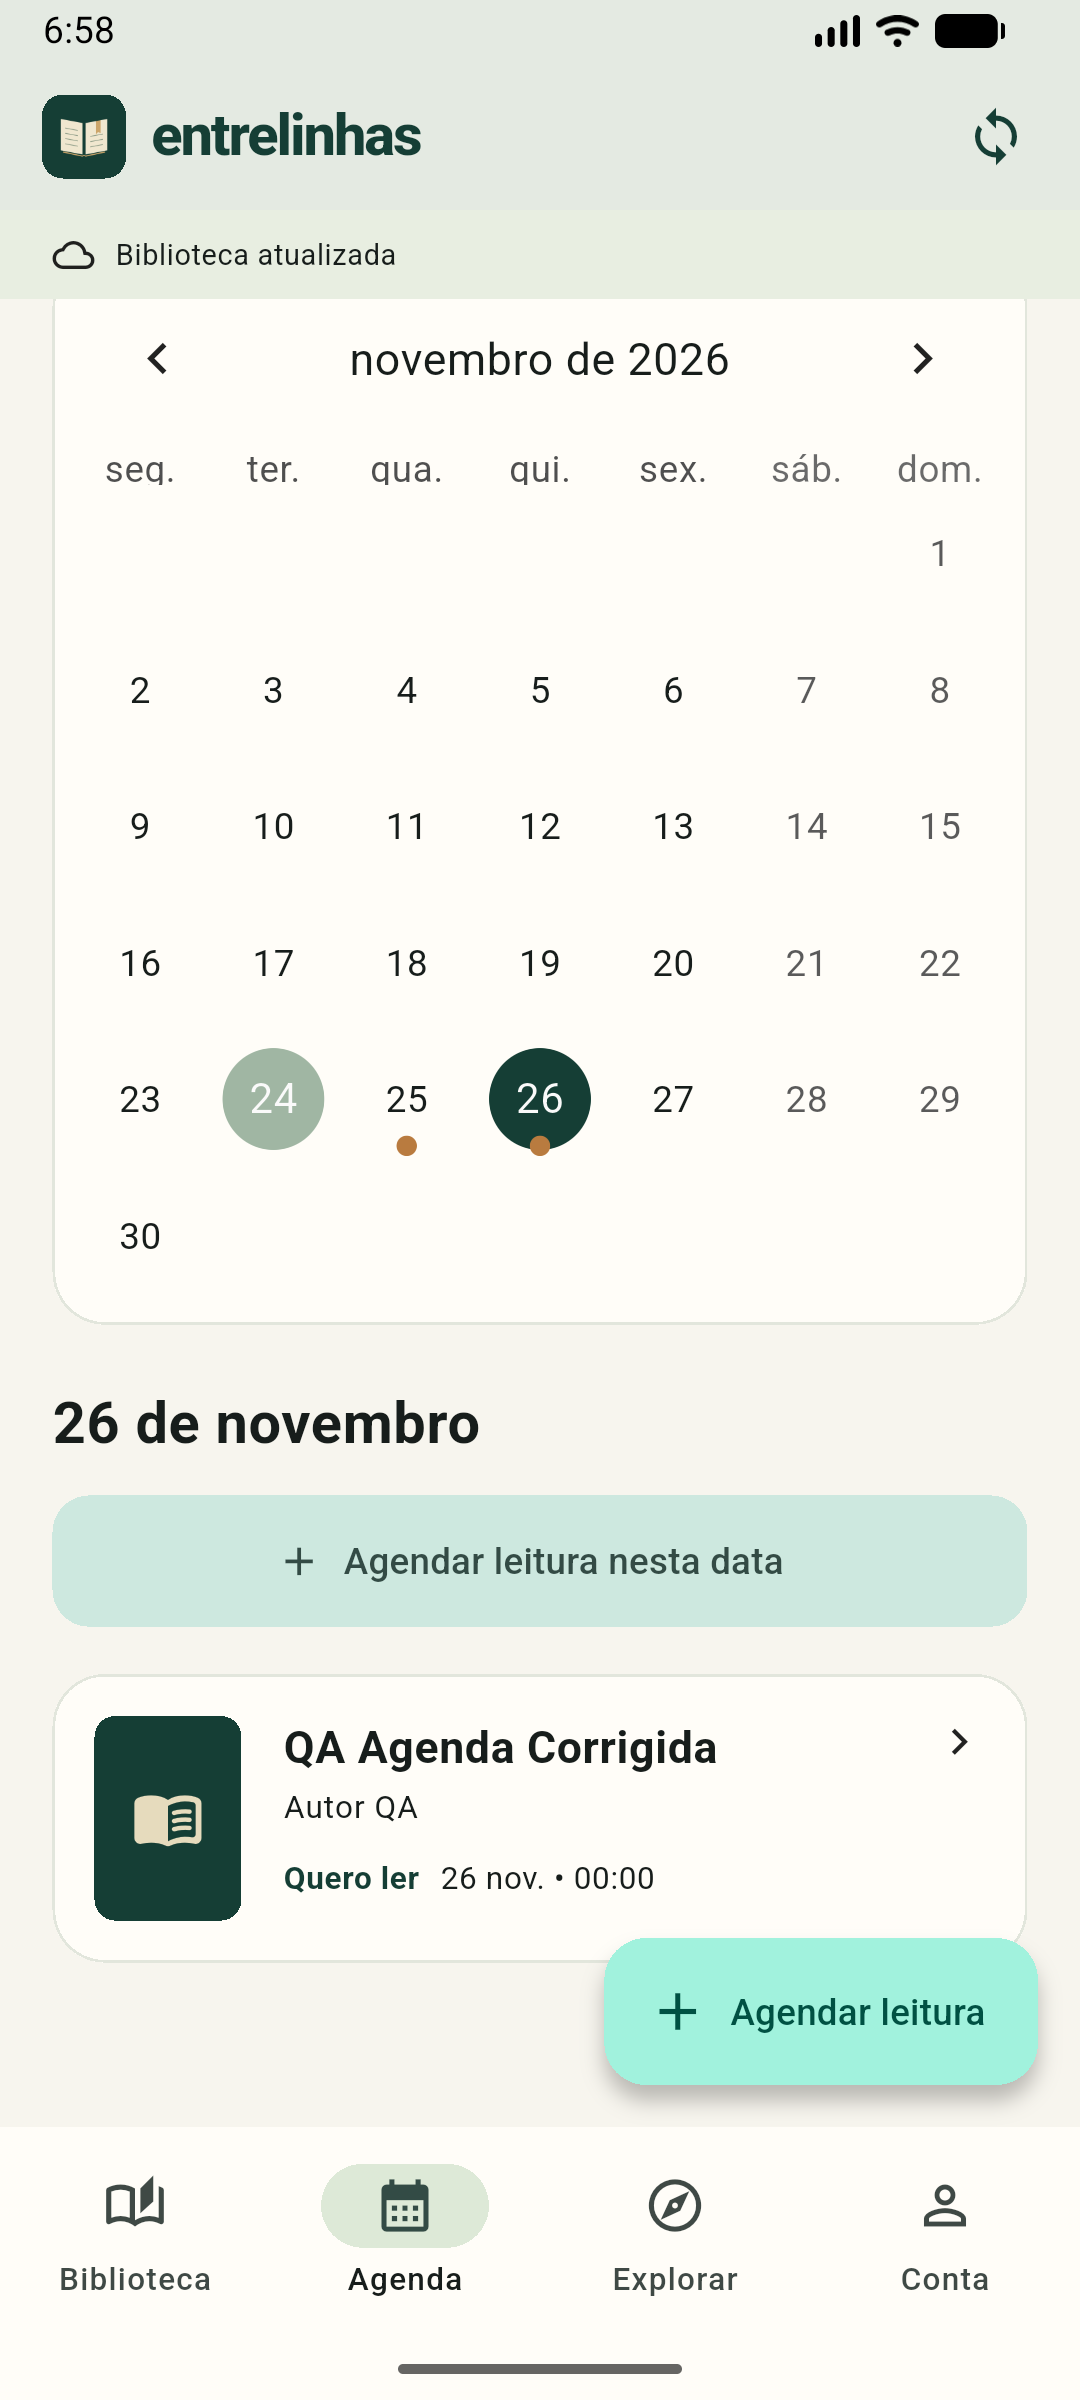 6:58
entrelinhas
Biblioteca atualizada
novembro de 2026
seg. ter. qua. qui. sex. sáb. dom.
1
2 3 4 5 6 7 8
9 10 11 12 13 14 15
16 17 18 19 20 21 22
23 24 25 26 27 28 29
30
26 de novembro
Agendar leitura nesta data
QA Agenda Corrigida
Autor QA
Quero ler 26 nov. • 00:00
Agendar leitura
Biblioteca Agenda Explorar Conta